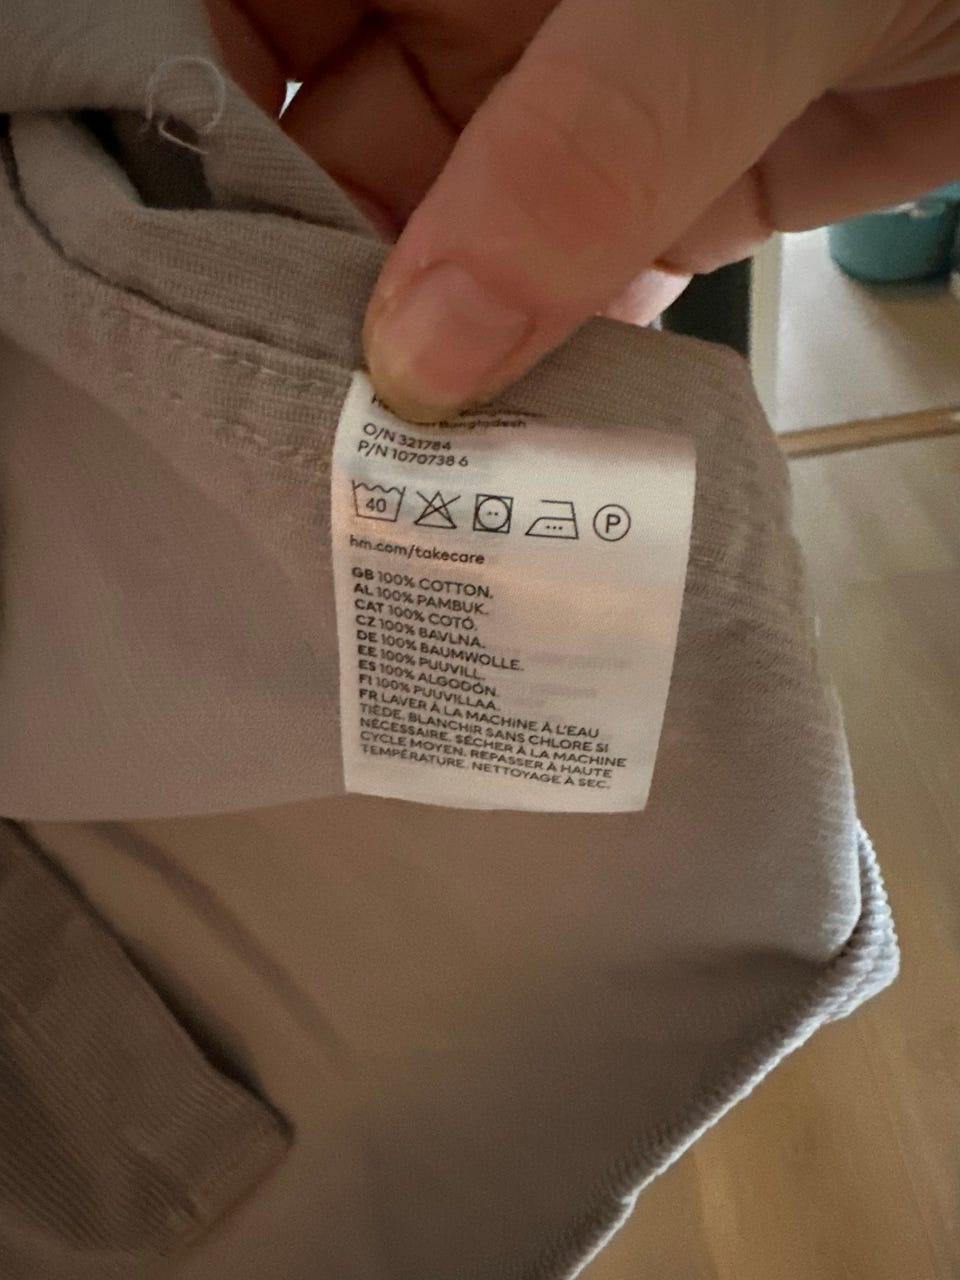 Bangladesh
O/N 321784
P/N 1070738 6
40
P
hm.com/takecare
GB 100% COTTON.
AL 100% PAMBUK.
CAT 100% COTÓ.
CZ 100% BAVLNA.
DE 100% BAUMWOLLE.
EE 100% PUUVILL.
ES 100% ALGODÓN.
FI 100% PUUVILLAA.
FR LAVER À LA MACHINE À L'EAU
TIÈDE, BLANCHIR SANS CHLORE SI
NÉCESSAIRE, SÉCHER À LA MACHINE
CYCLE MOYEN, REPASSER À HAUTE
TEMPÉRATURE, NETTOYAGE À SEC.